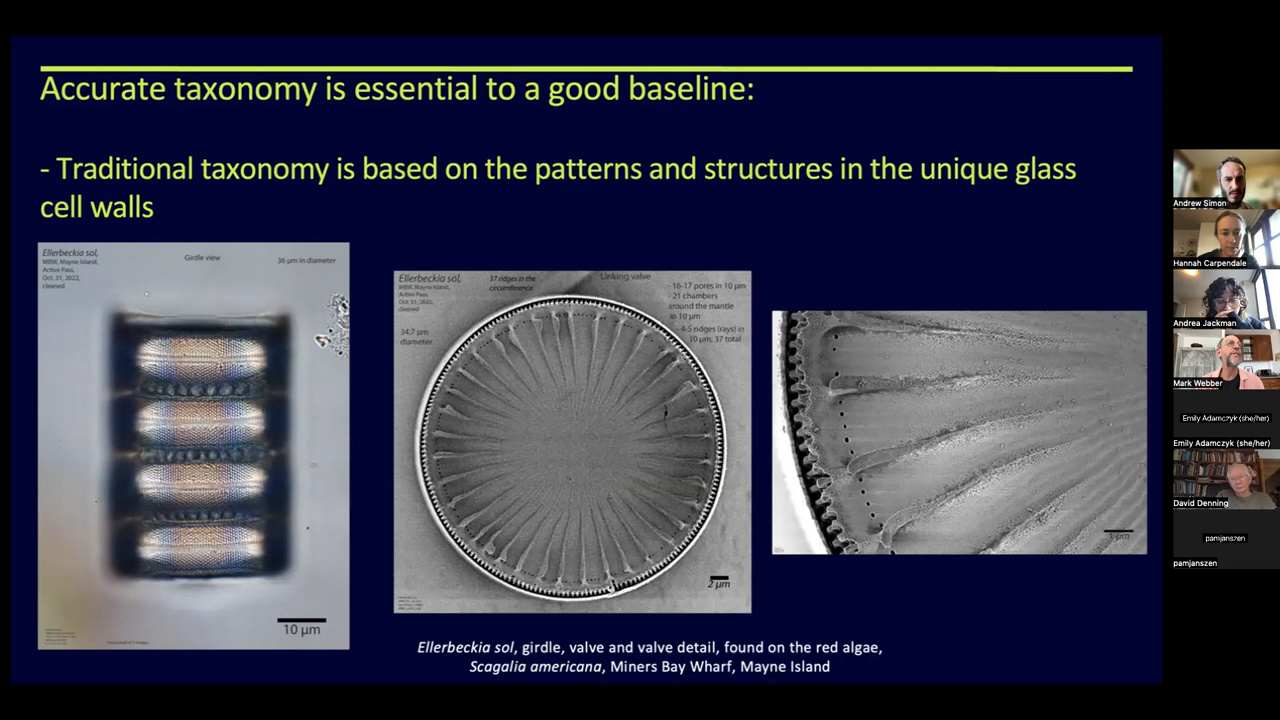 Accurate taxonomy is essential to a good baseline:
- Traditional taxonomy is based on the patterns and structures in the unique glass
cell walls
Ellerbeckia sol,
MRW, Mayne Island,
Active Pass,
Oct. 31, 2022,
cleaned
Girdle view
36 µm in diameter
10 µm
Ellerbeckia sol,
MRW, Mayne Island,
Active Pass,
Oct. 31, 2022,
cleaned
37 ridges in the
circumference
Linking valve
16-17 pores in 10 µm
- 21 chambers
around the mantle
in 10 µm
- 4-5 ridges (rays) in
10 µm, 37 total
34.7 µm
diameter
2 µm
1 µm
Ellerbeckia sol, girdle, valve and valve detail, found on the red algae,
Scagalia americana, Miners Bay Wharf, Mayne Island
Andrew Simon
Hannah Carpendale
Andrea Jackman
Mark Webber
Emily Adamczyk (she/her)
Emily Adamczyk (she/her)
David Denning
pamjanszen
pamjanszen